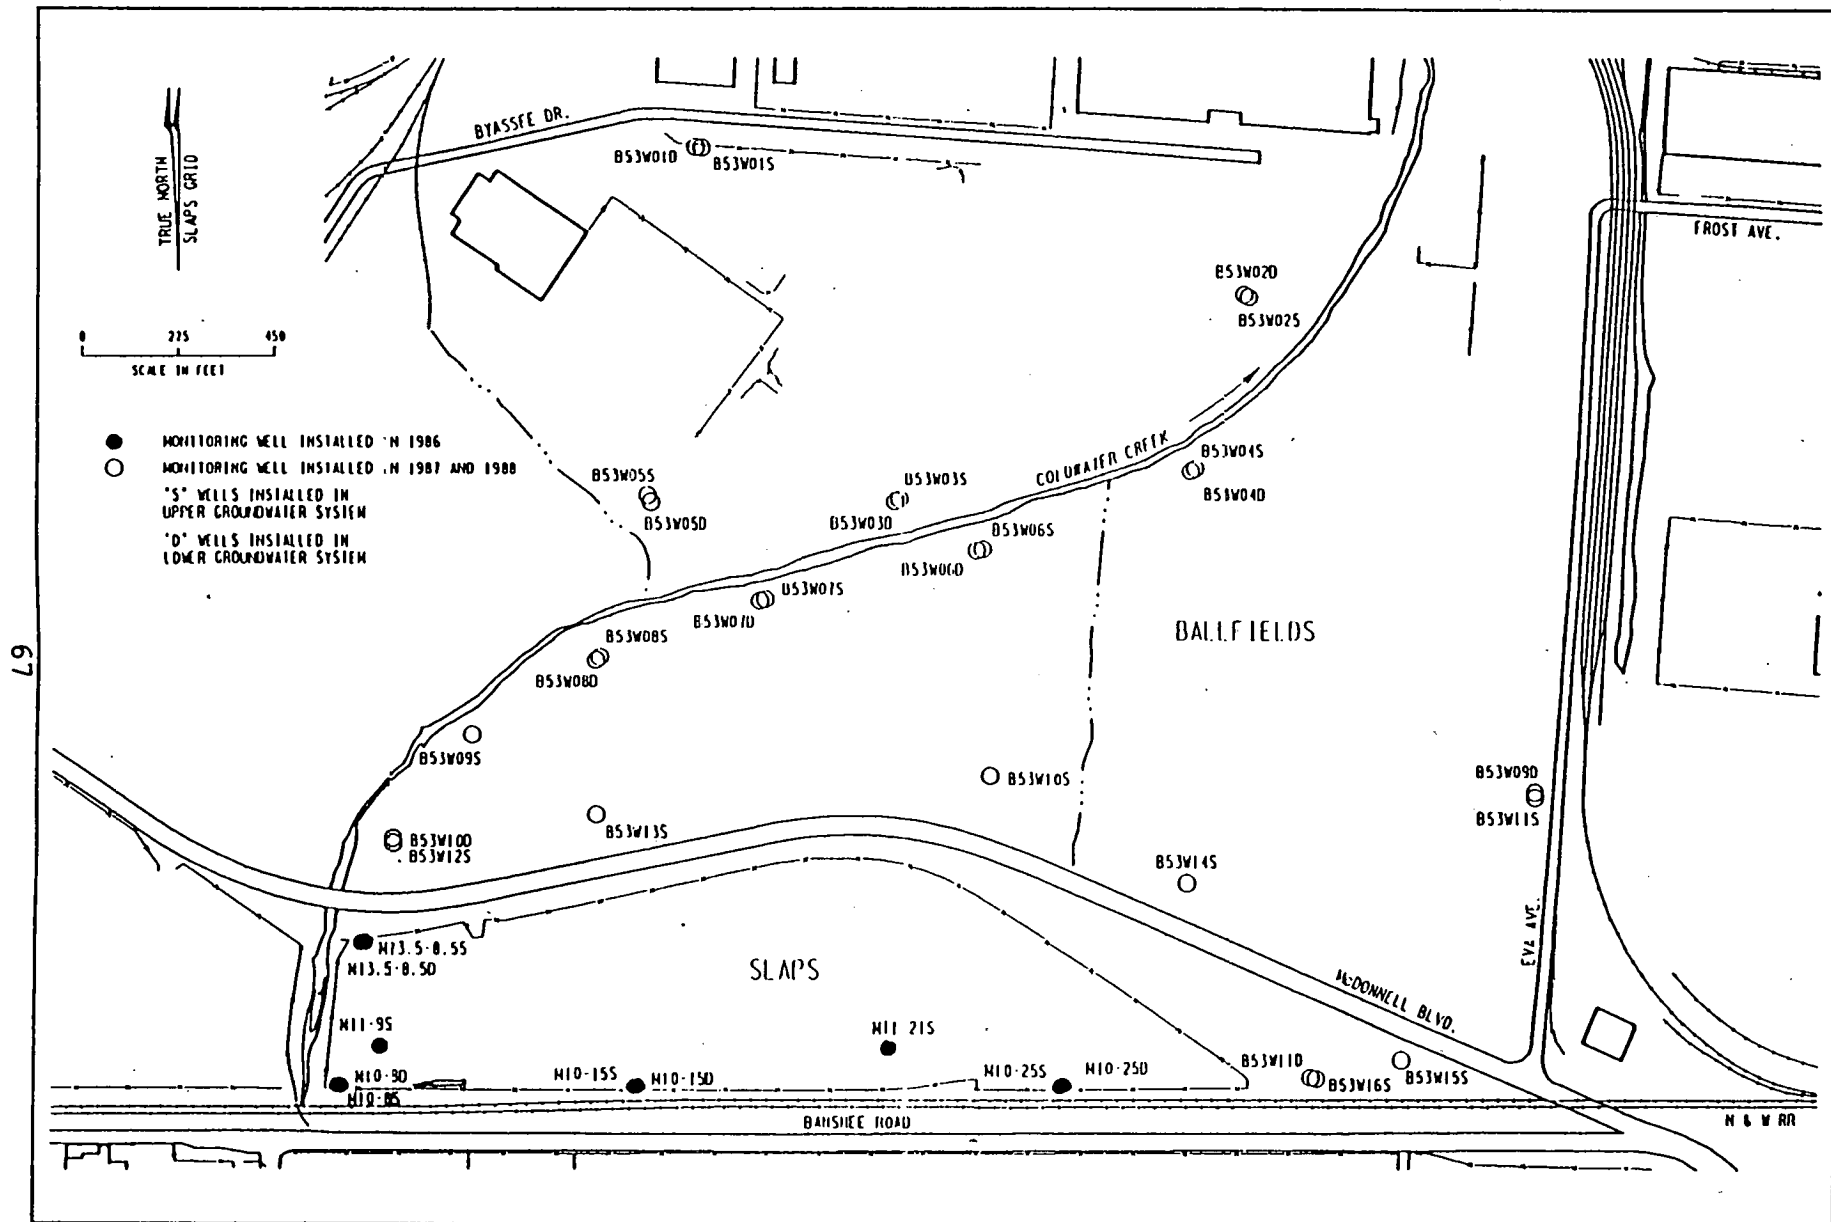 BYASSEE DR.
B53W01D
B53W01S
TRUE NORTH
SLAPS GRID
FROST AVE.
B53W02D
B53W02S
0 225 450
SCALE IN FEET
MONITORING WELL INSTALLED IN 1986
MONITORING WELL INSTALLED IN 1987 AND 1988
"S" WELLS INSTALLED IN
UPPER GROUNDWATER SYSTEM
"D" WELLS INSTALLED IN
LOWER GROUNDWATER SYSTEM
COLDWATER CREEK
B53W04S
B53W04D
B53W05S
B53W05D
B53W03S
B53W03D
B53W06S
B53W06D
B53W07S
B53W07D
B53W08S
B53W08D
BALLFIELDS
67
B53W09S
B53W10S
B53W09D
B53W11S
B53W13S
B53W10D
B53W12S
B53W14S
EVA AVE.
M13.5-8.5S
M13.5-8.5D
SLAPS
McDONNELL BLVD.
M11-9S
M11-21S
M10-8D
M10-8S
M10-15S
M10-15D
M10-25S
M10-25D
B53W11D
B53W16S
B53W15S
BANSHEE ROAD
N & W RR